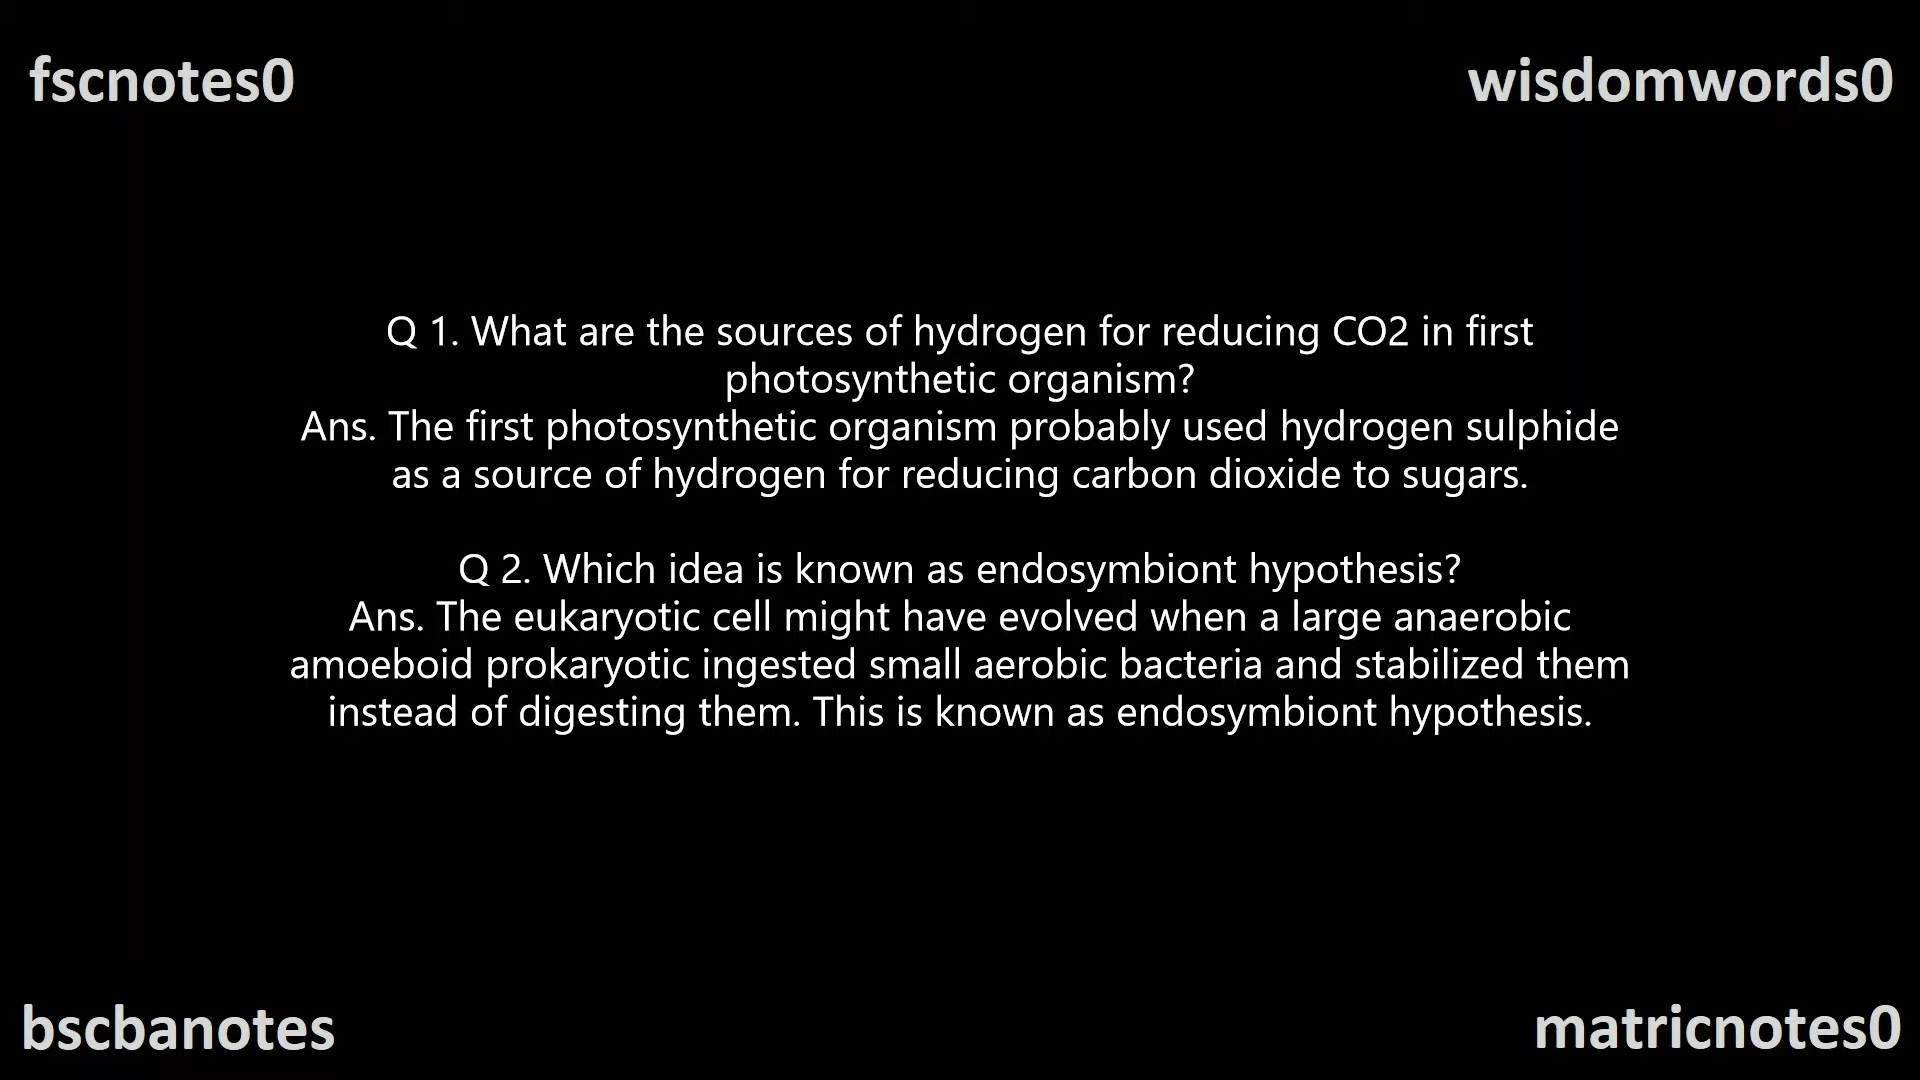 fscnotes0
wisdomwords0
Q 1. What are the sources of hydrogen for reducing CO2 in first
photosynthetic organism?
Ans. The first photosynthetic organism probably used hydrogen sulphide
as a source of hydrogen for reducing carbon dioxide to sugars.
Q 2. Which idea is known as endosymbiont hypothesis?
Ans. The eukaryotic cell might have evolved when a large anaerobic
amoeboid prokaryotic ingested small aerobic bacteria and stabilized them
instead of digesting them. This is known as endosymbiont hypothesis.
bscbanotes
matricnotes0